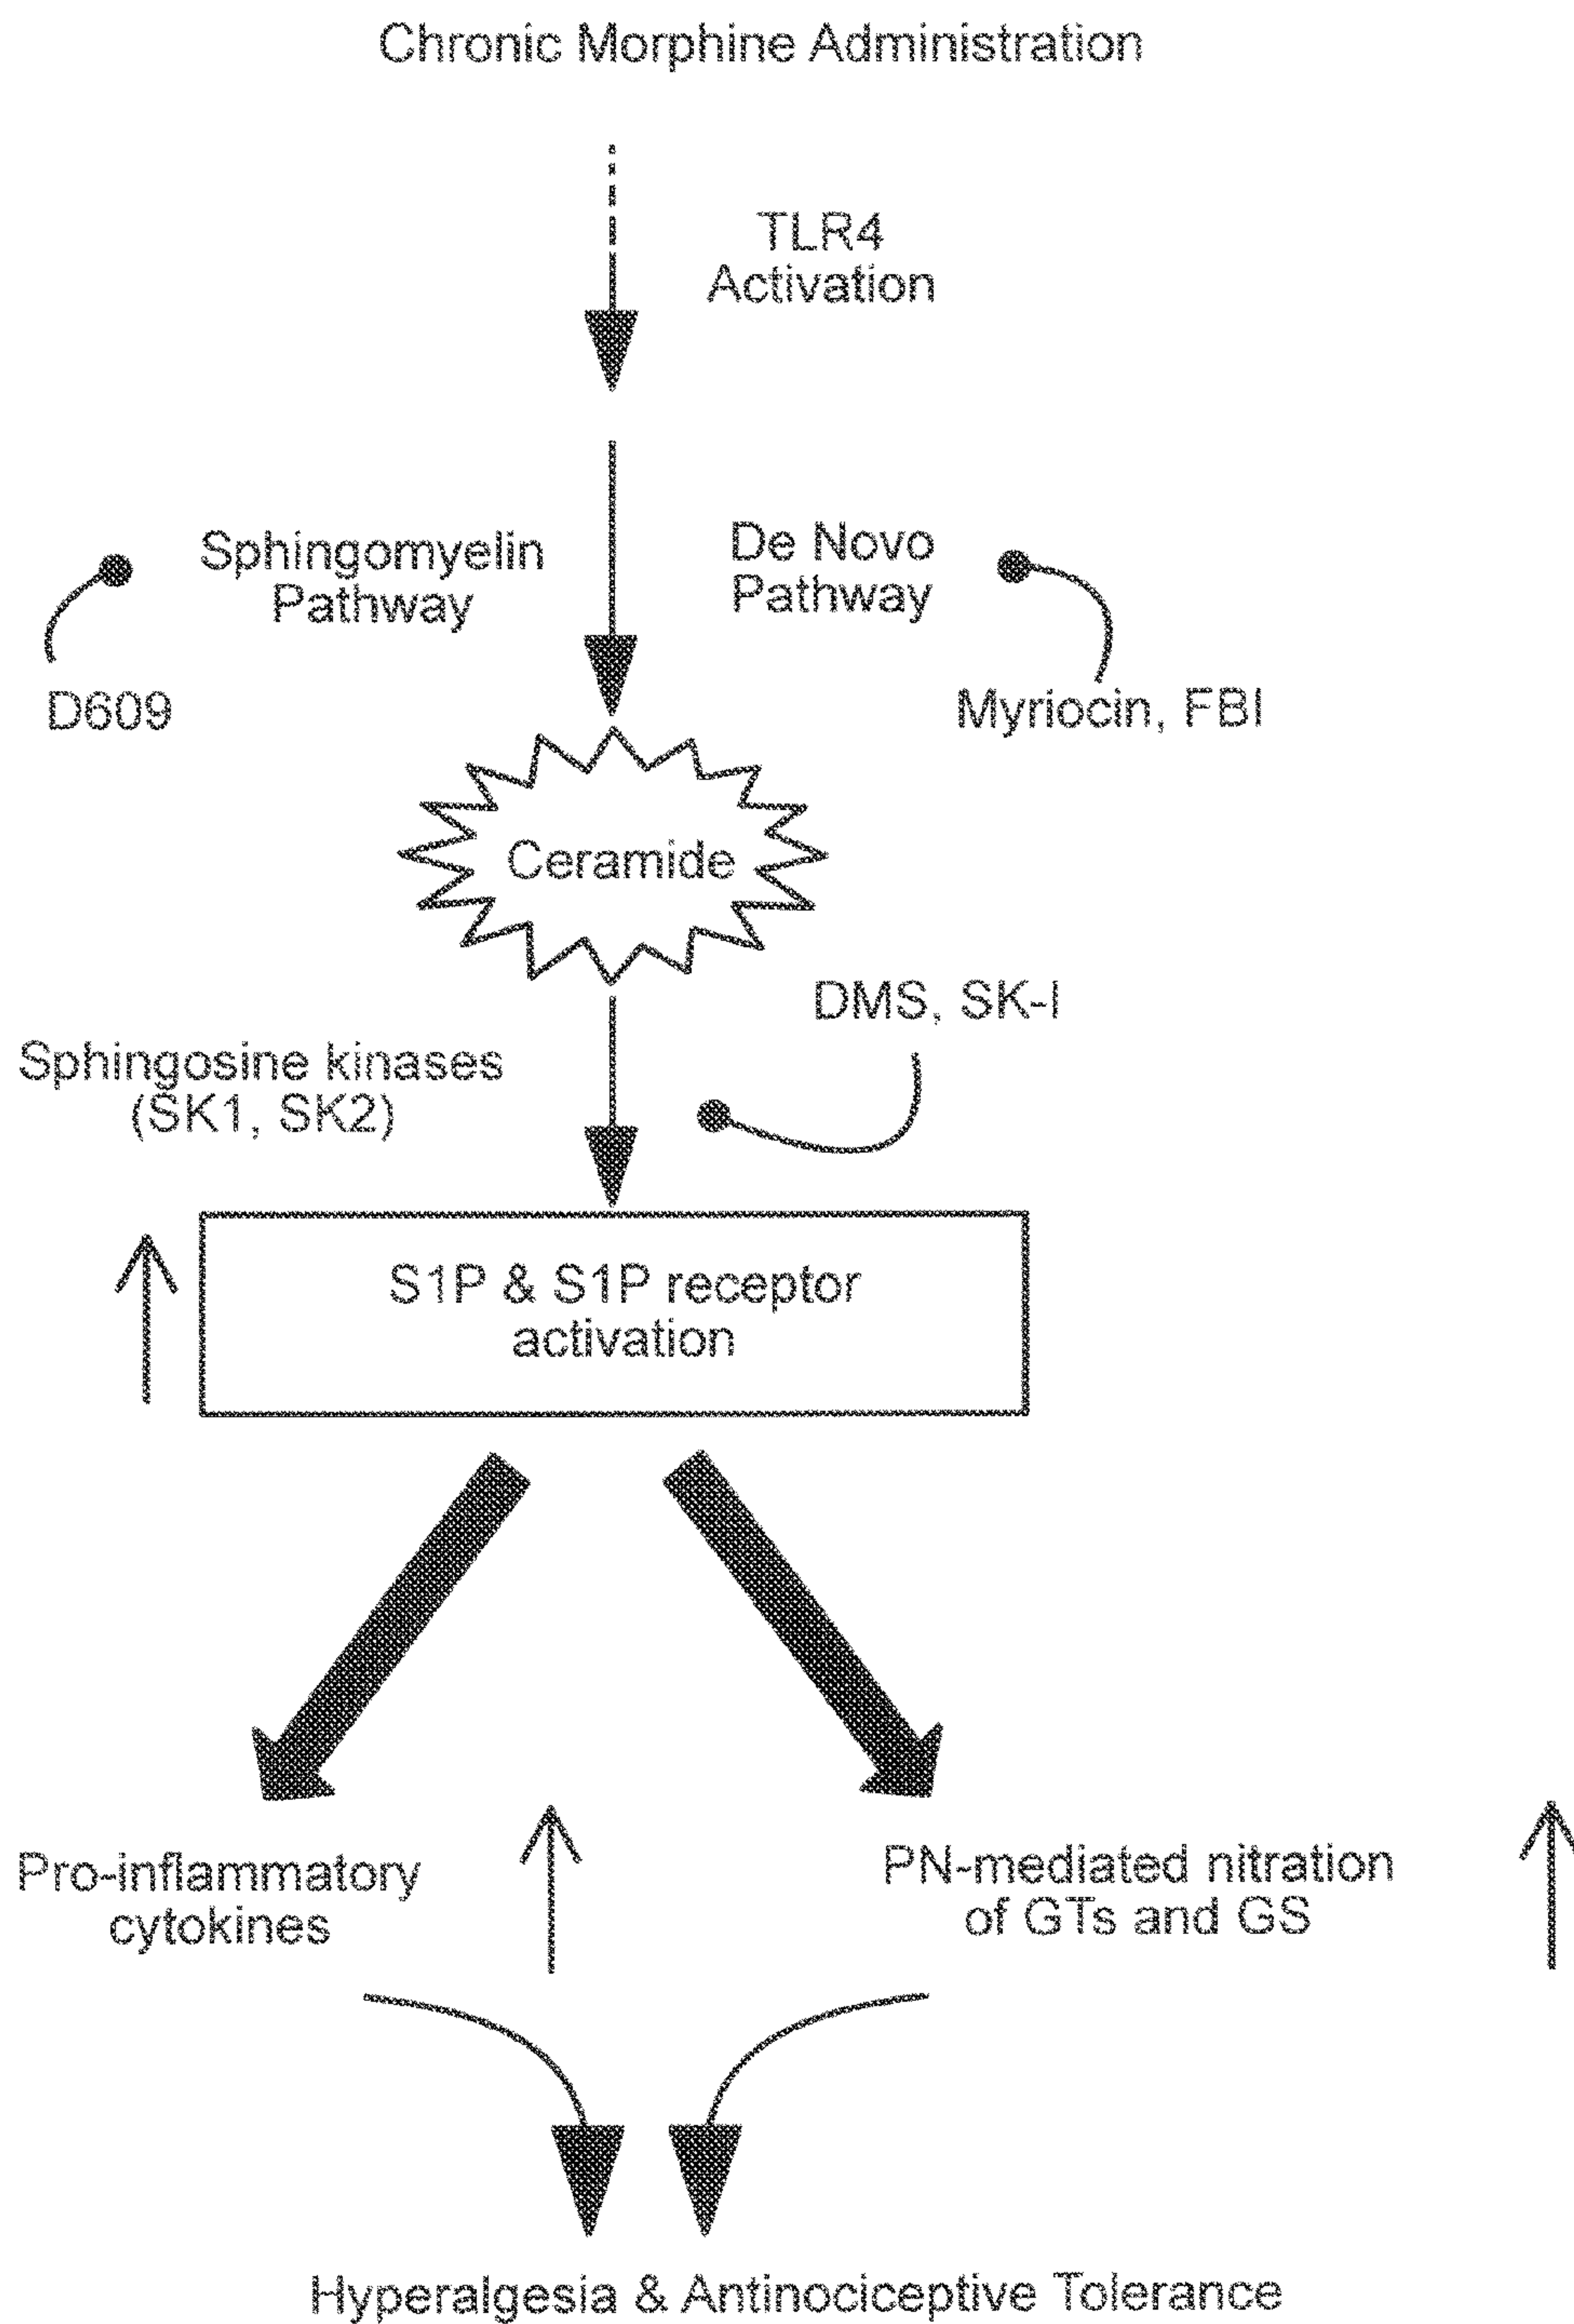 Chronic Morphine Administration
TLR4
Activation
Sphingomyelin
Pathway
De Novo
Pathway
D609
Myriocin, FBI
Ceramide
DMS, SK-I
Sphingosine kinases
(SK1, SK2)
S1P & S1P receptor
activation
Pro-inflammatory
cytokines
PN-mediated nitration
of GTs and GS
Hyperalgesia & Antinociceptive Tolerance